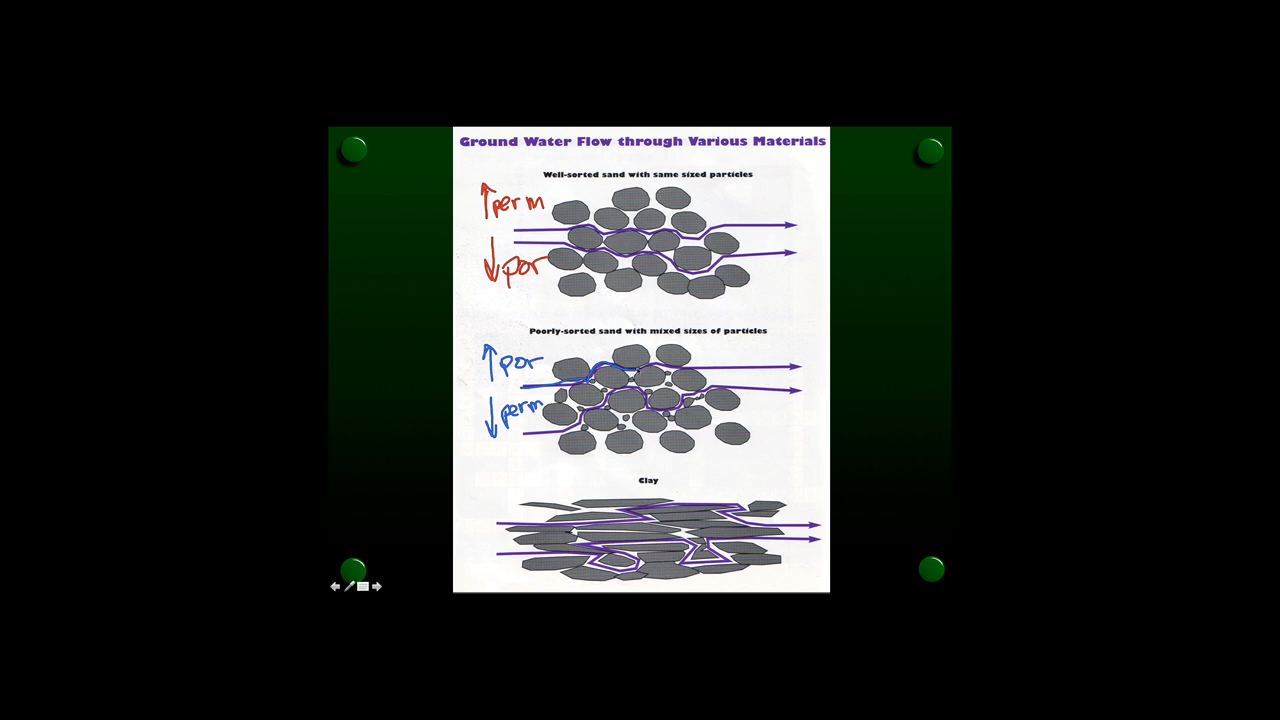 Ground Water Flow through Various Materials
Well-sorted sand with same sized particles
↑perm
↓por
Poorly-sorted sand with mixed sizes of particles
↑por
↓perm
Clay